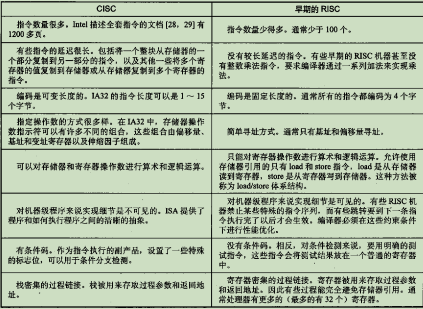 CISC
早期的 RISC
指令数量很多。Intel 描述全套指令的文档 [28，29] 有
1200 多页。
指令数量少得多。通常少于 100 个。
有些指令的延迟很长。包括将一个整块从存储器的一
个部分复制到另一部分的指令，以及其他一些将多个寄
存器的值复制到存储器或从存储器复制到多个寄存器的
指令。
没有较长延迟的指令。有些早期的 RISC 机器甚至没
有整数乘法指令，要求编译器通过一系列加法来实现乘
法。
编码是可变长度的。IA32 的指令长度可以是 1 ～ 15
个字节。
编码是固定长度的。通常所有的指令都编码为 4 个字
节。
指定操作数的方式很多样。在 IA32 中，存储器操作
数指示符可以有许多不同的组合，这些组合由偏移量、
基址和变址寄存器以及伸缩因子组成。
简单寻址方式。通常只有基址和偏移量寻址。
可以对存储器和寄存器操作数进行算术和逻辑运算。
只能对寄存器操作数进行算术和逻辑运算。允许使用
存储器引用的只有 load 和 store 指令，load 是从存储器
读到寄存器，store 是从寄存器写到存储器。这种方法被
称为 load/store 体系结构。
对机器级程序来说实现细节是不可见的。ISA 提供了
程序和如何执行程序之间的清晰的抽象。
对机器级程序来说实现细节是可见的。有些 RISC 机
器禁止某些特殊的指令序列，而有些跳转要到下一条指
令执行完了以后才会生效。编译器必须在这些约束条件
下进行性能优化。
有条件码。作为指令执行的副产品，设置了一些特殊
的标志位，可以用于条件分支检测。
没有条件码。相反，对条件检测来说，要用明确的测
试指令，这些指令会将测试结果放在一个普通的寄存器
中。
栈密集的过程链接。栈被用来存取过程参数和返回地
址。
寄存器密集的过程链接。寄存器被用来存取过程参数
和返回地址。因此有些过程能完全避免存储器引用。通
常处理器有更多的（最多的有 32 个）寄存器。